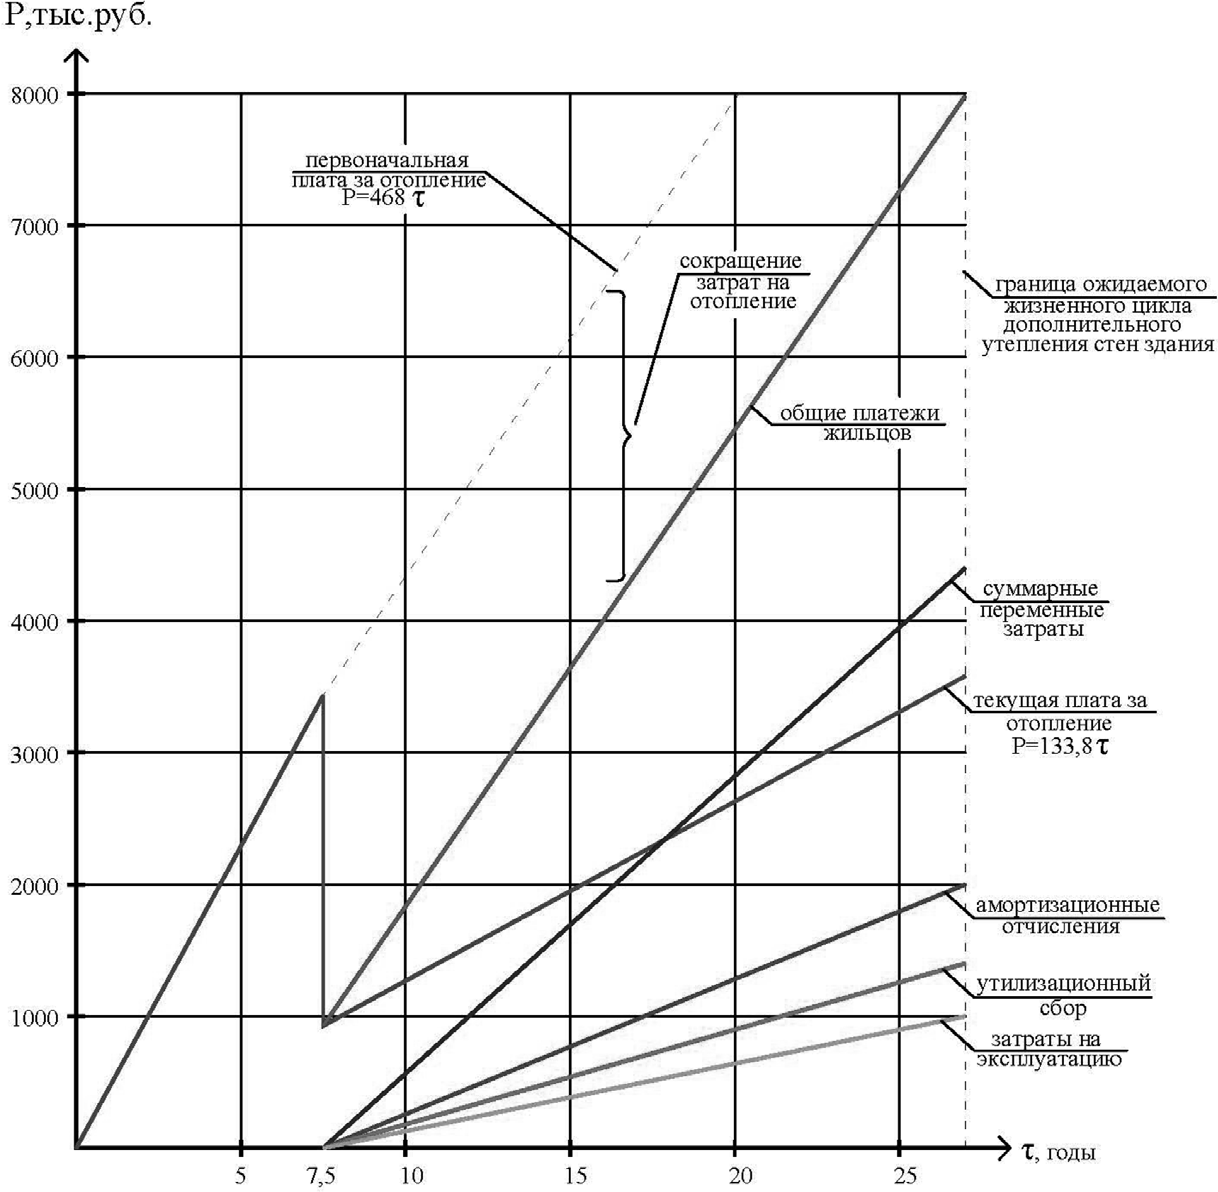 P,тыс.руб.
8000
7000
6000
5000
4000
3000
2000
1000
первоначальная
плата за отопление
P=468 τ
сокращение
затрат на
отопление
граница ожидаемого
жизненного цикла
дополнительного
утепления стен здания
общие платежи
жильцов
суммарные
переменные
затраты
текущая плата за
отопление
P=133,8 τ
амортизационные
отчисления
утилизационный
сбор
затраты на
эксплуатацию
5 7,5 10 15 20 25
τ, годы